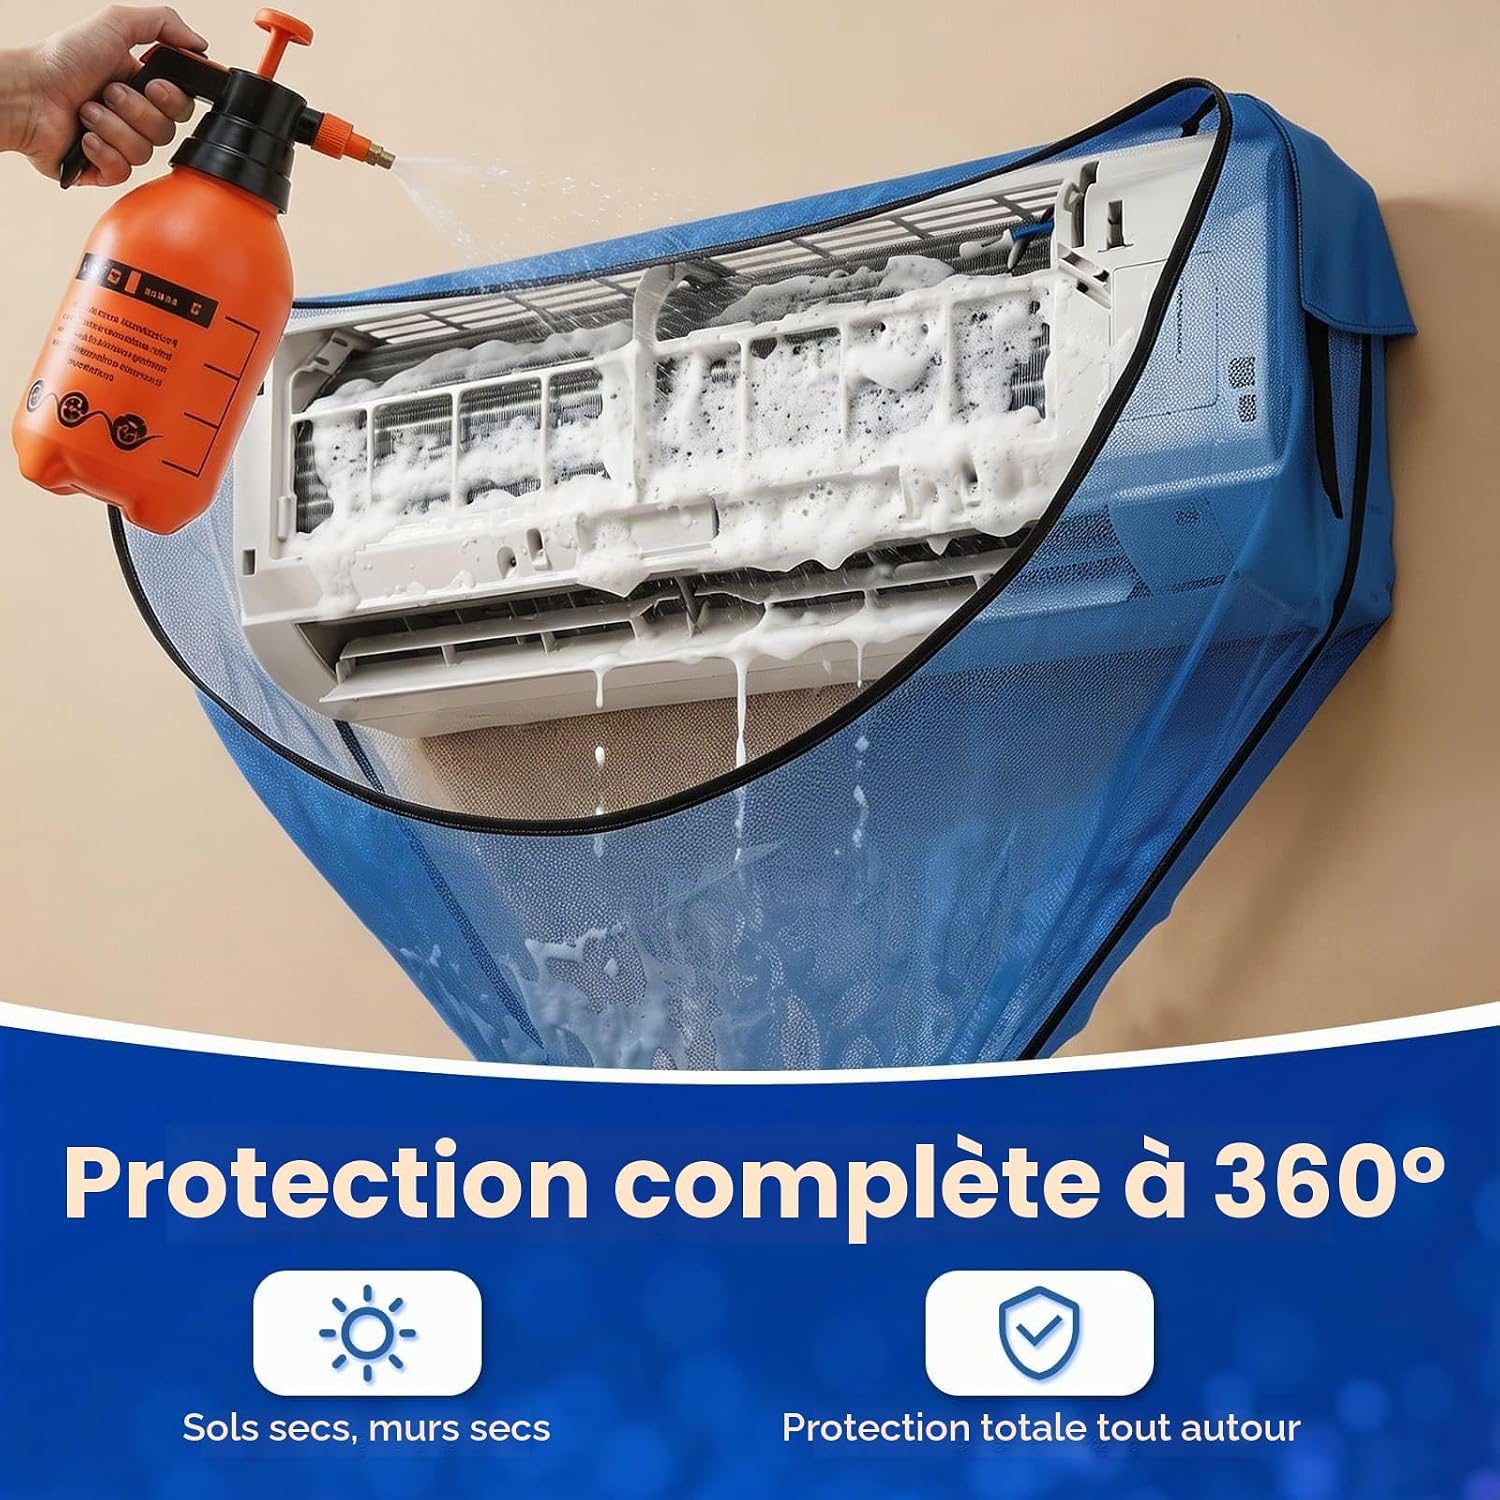 Protection complète à 360°
Sols secs, murs secs
Protection totale tout autour